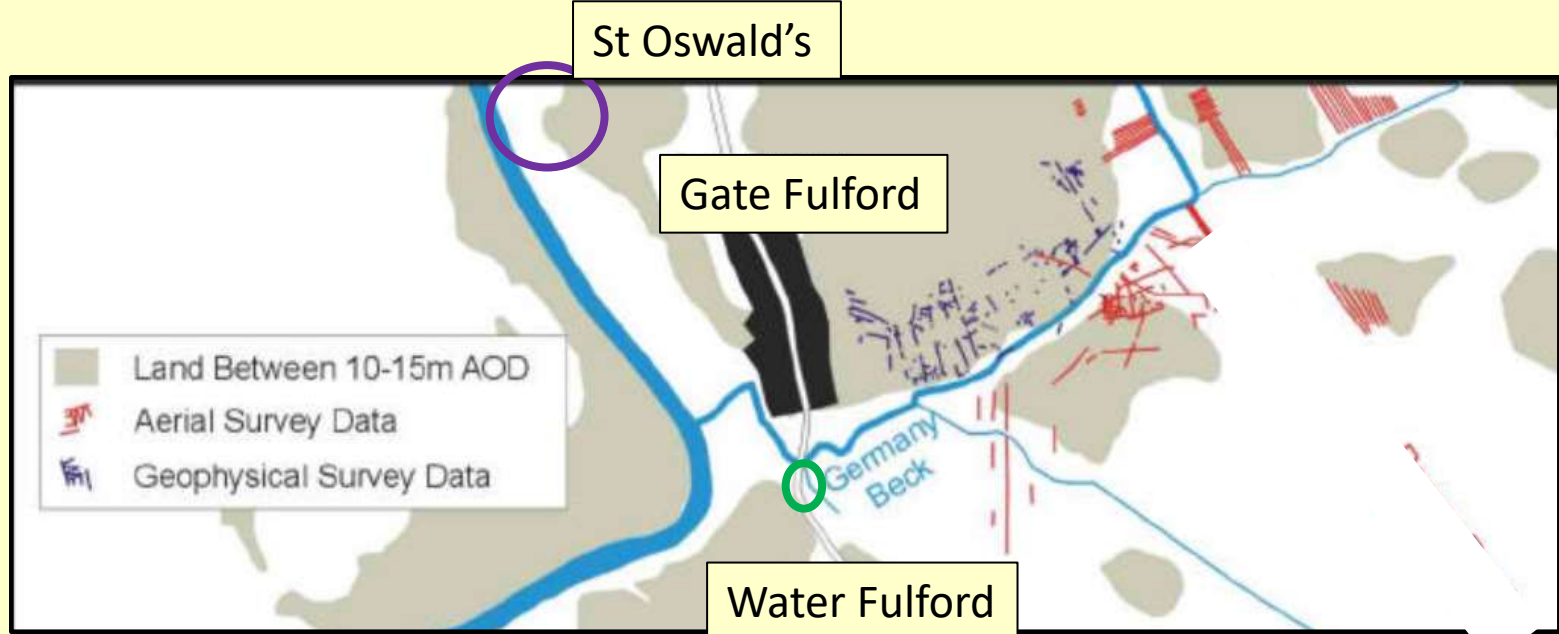 St Oswald’s
Gate Fulford
Land Between 10-15m AOD
Aerial Survey Data
Geophysical Survey Data
Germany
Beck
Water Fulford